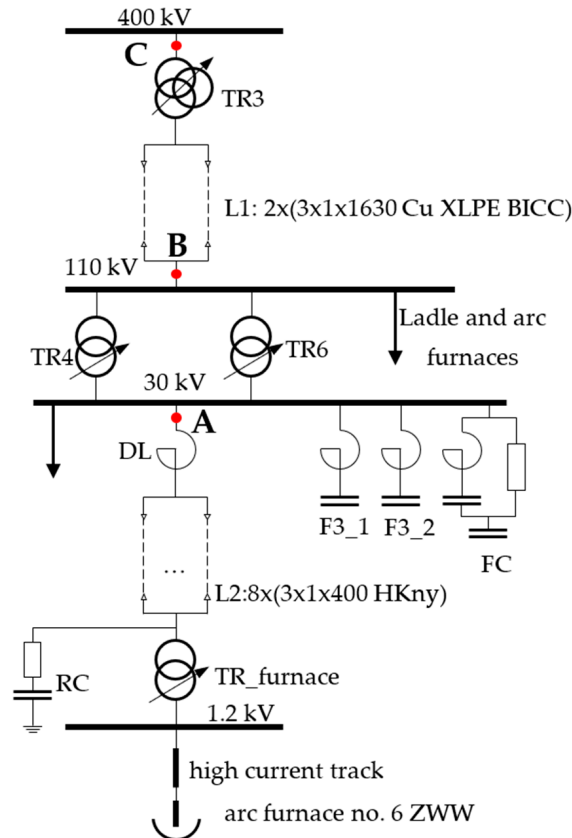 400 kV
C
TR3
L1: 2x(3x1x1630 Cu XLPE BICC)
B
110 kV
Ladle and arc
furnaces
TR4
TR6
30 kV
A
DL
F3_1
F3_2
FC
...
L2:8x(3x1x400 HKny)
RC
TR_furnace
1.2 kV
high current track
arc furnace no. 6 ZWW